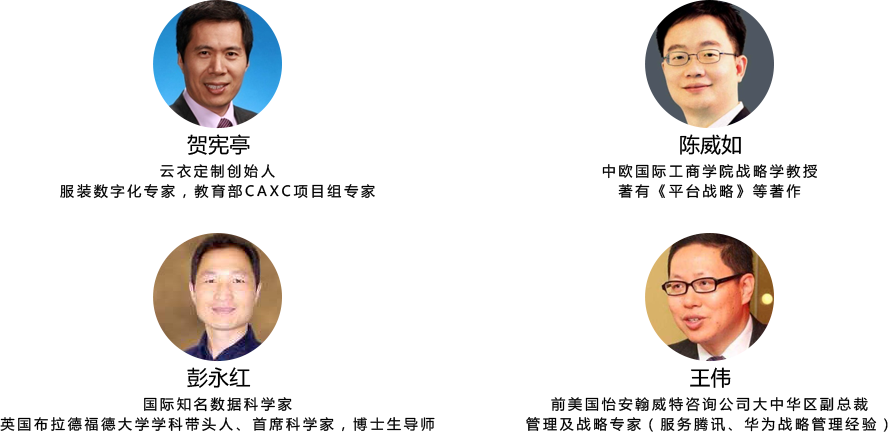 贺宪亭
云衣定制创始人
服装数字化专家，教育部CAXC项目组专家
陈威如
中欧国际工商学院战略学教授
著有《平台战略》等著作
彭永红
国际知名数据科学家
英国布拉德福德大学学科带头人、首席科学家，博士生导师
王伟
前美国怡安翰威特咨询公司大中华区副总裁
管理及战略专家（服务腾讯、华为战略管理经验）